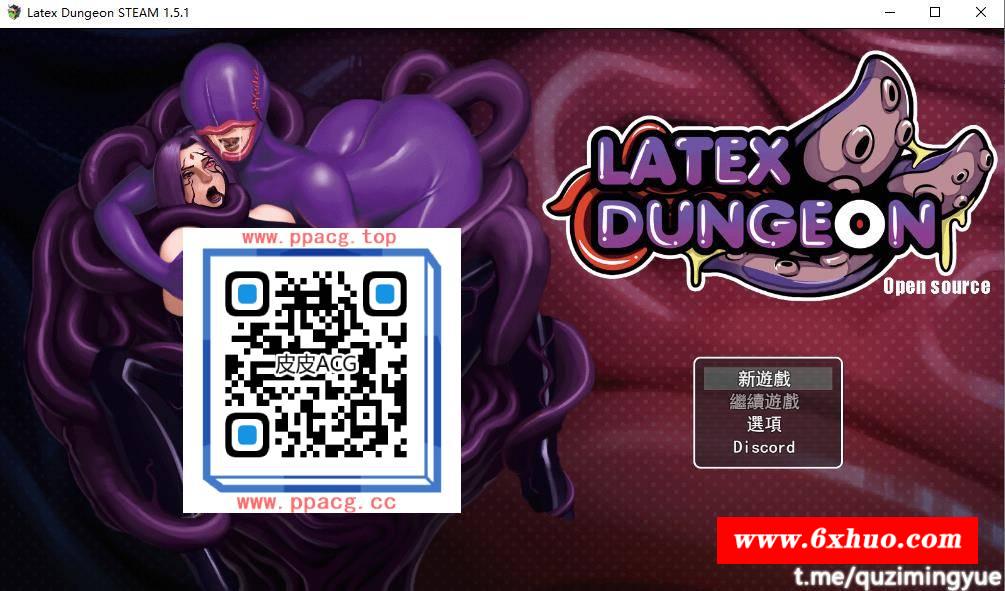 Latex Dungeon STEAM 1.5.1
LATEX
DUNGEON
Open source
www.ppacg.top
皮皮ACG
www.ppacg.cc
新遊戲
繼續遊戲
選項
Discord
www.6xhuo.com
t.me/quzimingyue